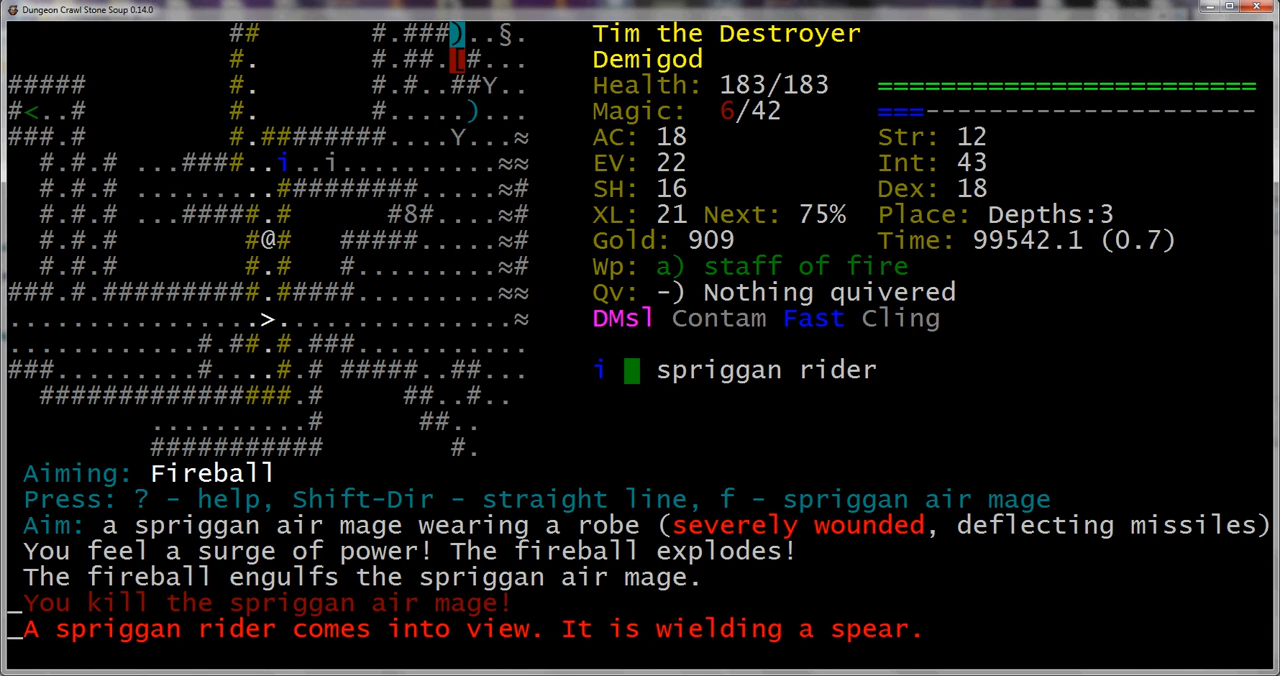 Dungeon Crawl Stone Soup 0.14.0
Tim the Destroyer
Demigod
Health: 183/183 ========================
Magic: 6/42 ===---------------------
AC: 18 Str: 12
EV: 22 Int: 43
SH: 16 Dex: 18
XL: 21 Next: 75% Place: Depths:3
Gold: 909 Time: 99542.1 (0.7)
Wp: a) staff of fire
Qv: -) Nothing quivered
DMsl Contam Fast Cling
i spriggan rider
Aiming: Fireball
Press: ? - help, Shift-Dir - straight line, f - spriggan air mage
Aim: a spriggan air mage wearing a robe (severely wounded, deflecting missiles)
You feel a surge of power! The fireball explodes!
The fireball engulfs the spriggan air mage.
_You kill the spriggan air mage!
_A spriggan rider comes into view. It is wielding a spear.